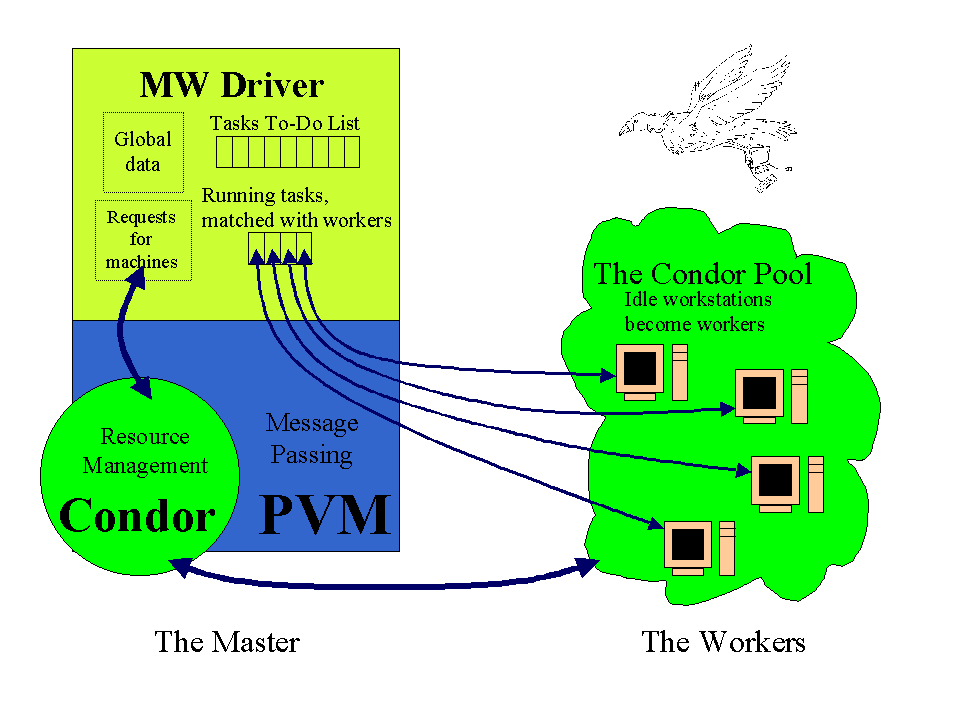 MW Driver
Global
data
Tasks To-Do List
Running tasks,
matched with workers
Requests
for
machines
Resource
Management
Condor
Message
Passing
PVM
The Condor Pool
Idle workstations
become workers
The Master
The Workers